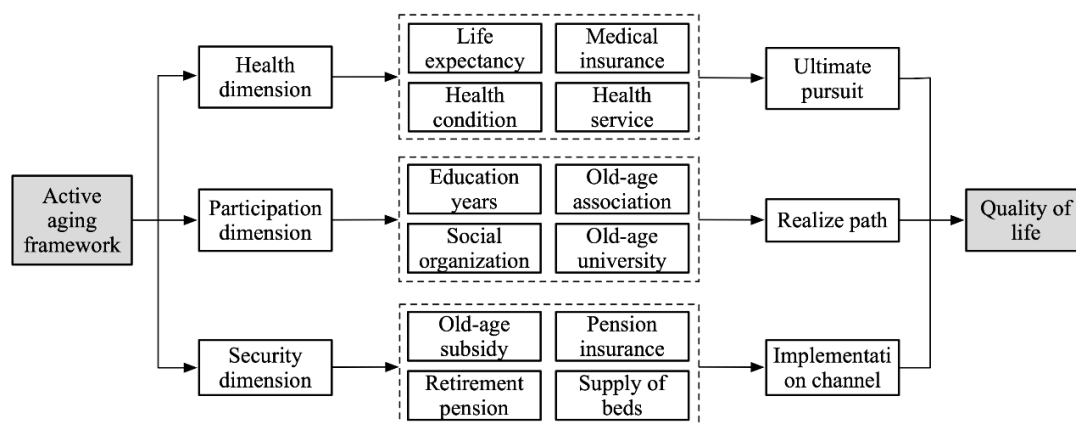 Life
expectancy
Medical
insurance
Health
dimension
Ultimate
pursuit
Health
condition
Health
service
Active
aging
framework
Education
years
Old-age
association
Participation
dimension
Realize path
Quality of
life
Social
organization
Old-age
university
Old-age
subsidy
Pension
insurance
Security
dimension
Implementati
on channel
Retirement
pension
Supply of
beds